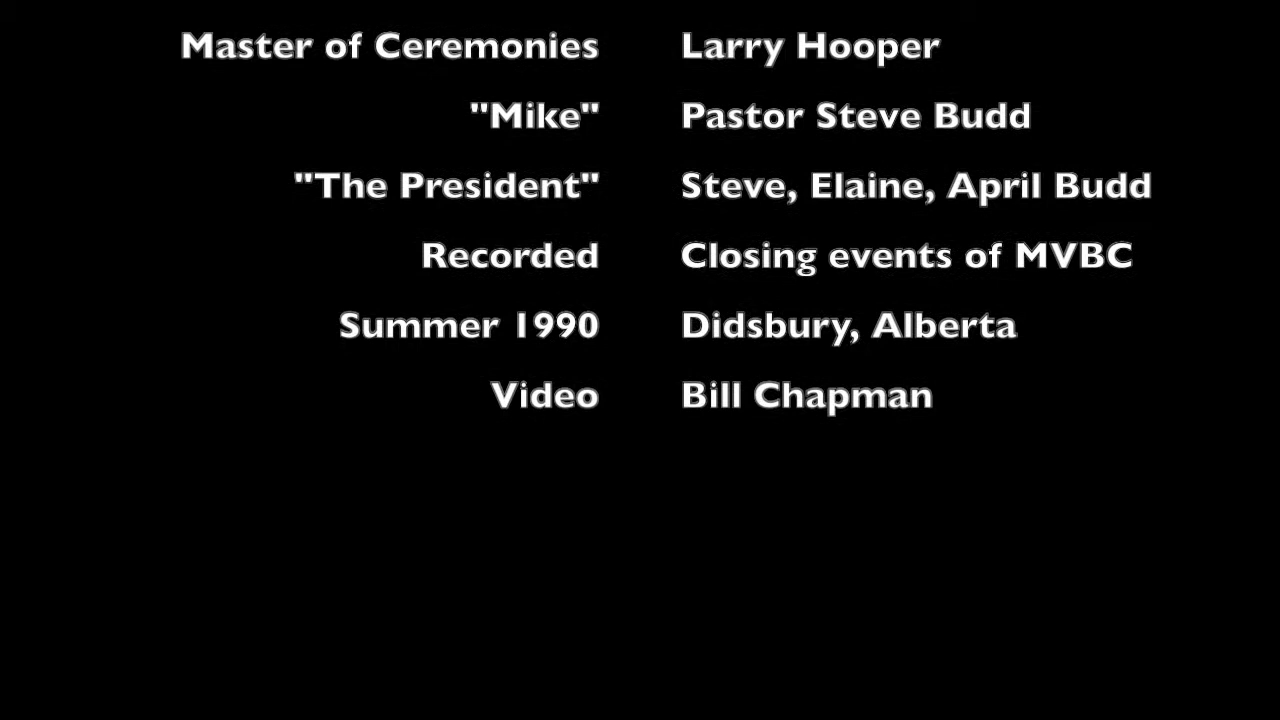 Master of Ceremonies Larry Hooper
"Mike" Pastor Steve Budd
"The President" Steve, Elaine, April Budd
Recorded Closing events of MVBC
Summer 1990 Didsbury, Alberta
Video Bill Chapman